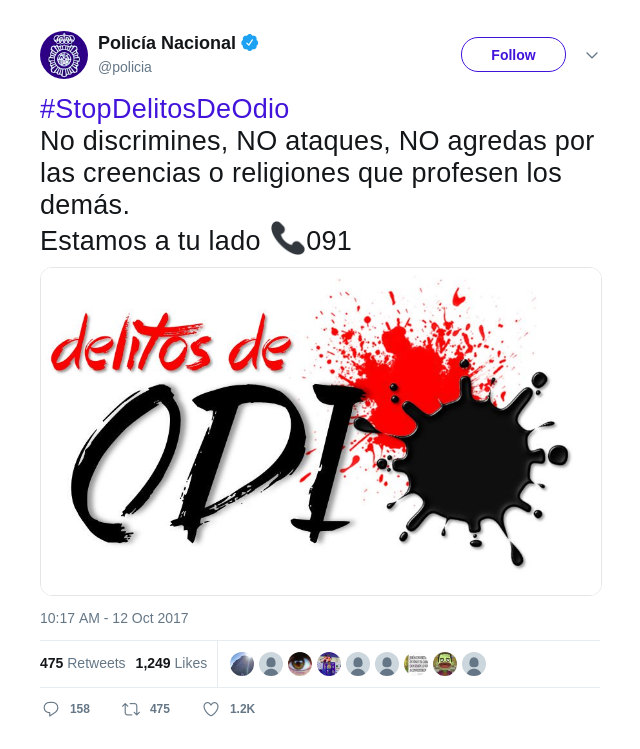 Policía Nacional
@policia
Follow
#StopDelitosDeOdio
No discrimines, NO ataques, NO agredas por
las creencias o religiones que profesen los
demás.
Estamos a tu lado 📞091
delitos de
ODIO
10:17 AM - 12 Oct 2017
475 Retweets 1,249 Likes
158 475 1.2K